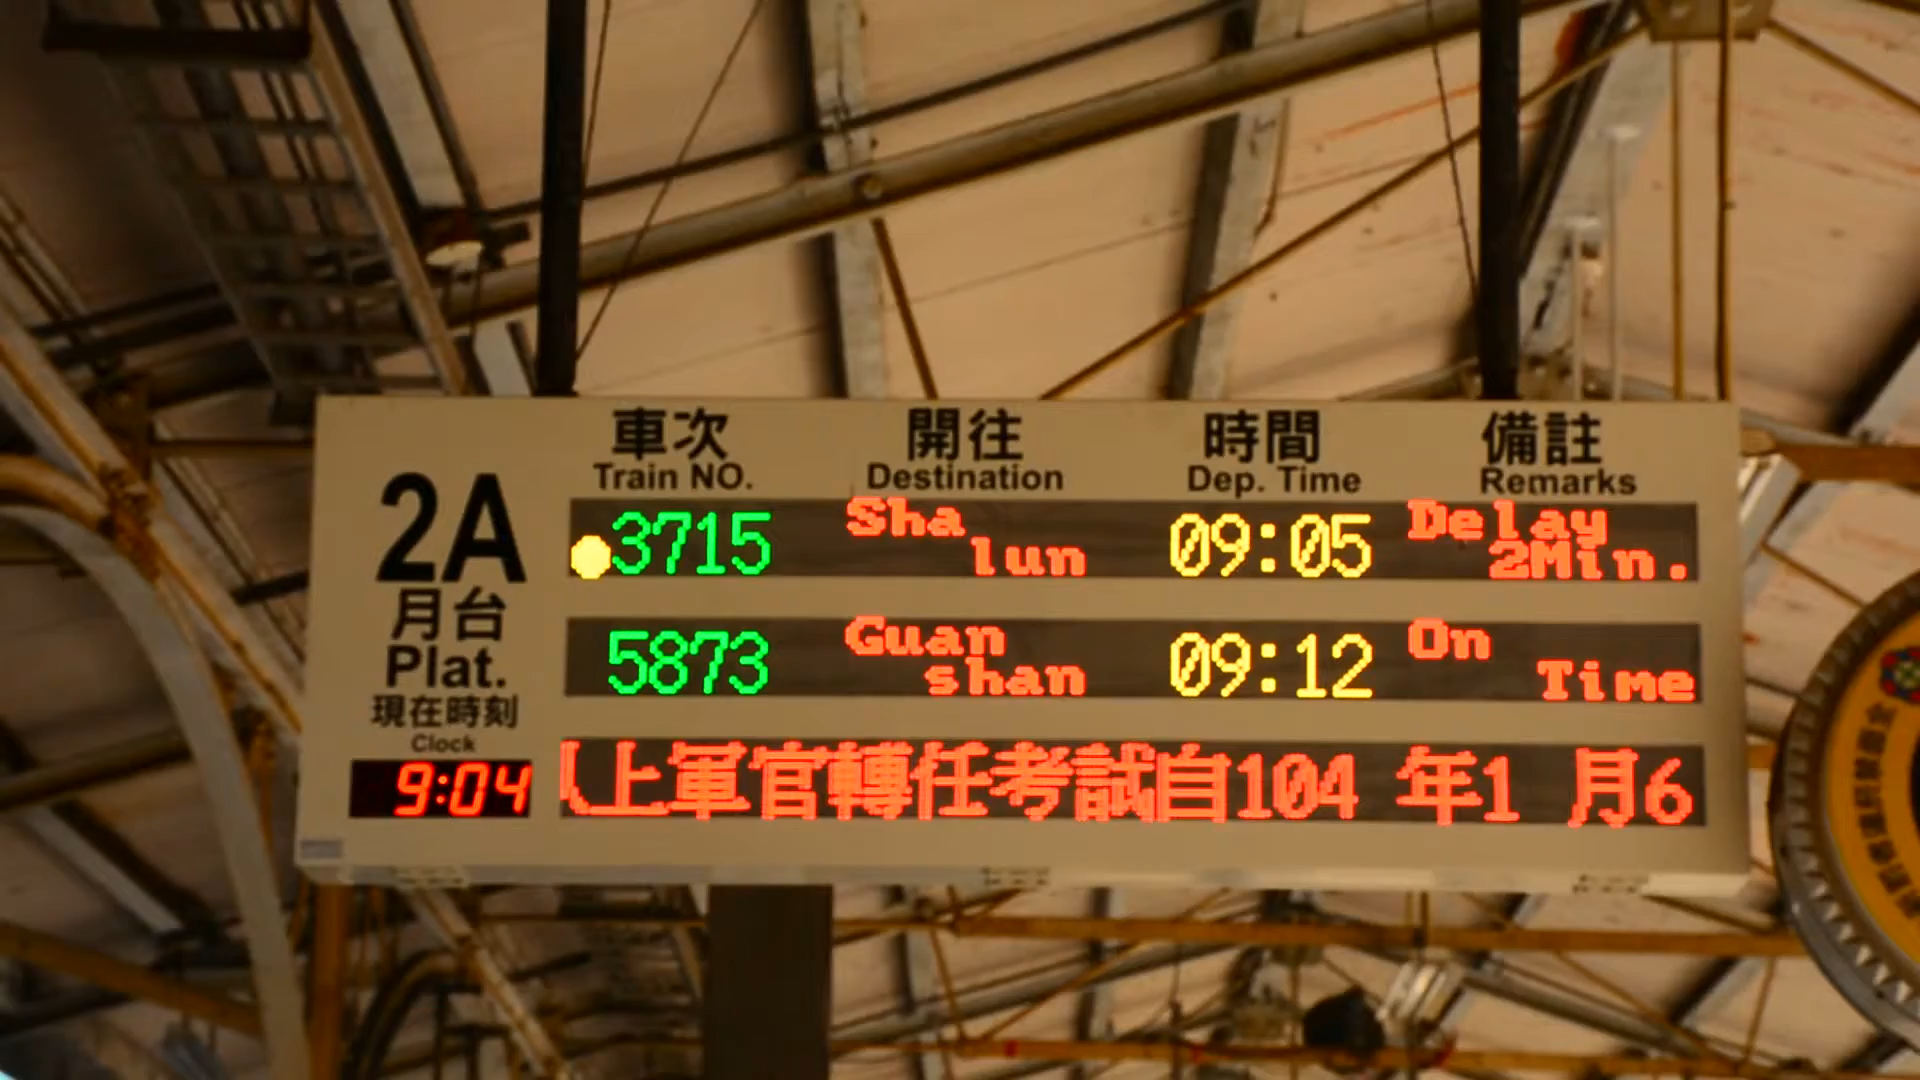 車次 開往 時間 備註
Train NO. Destination Dep. Time Remarks
2A
月台
Plat.
現在時刻
Clock
9:04
3715 Sha lun 09:05 Delay 2Min.
5873 Guan shan 09:12 On Time
上軍官轉任考試自104 年1 月6